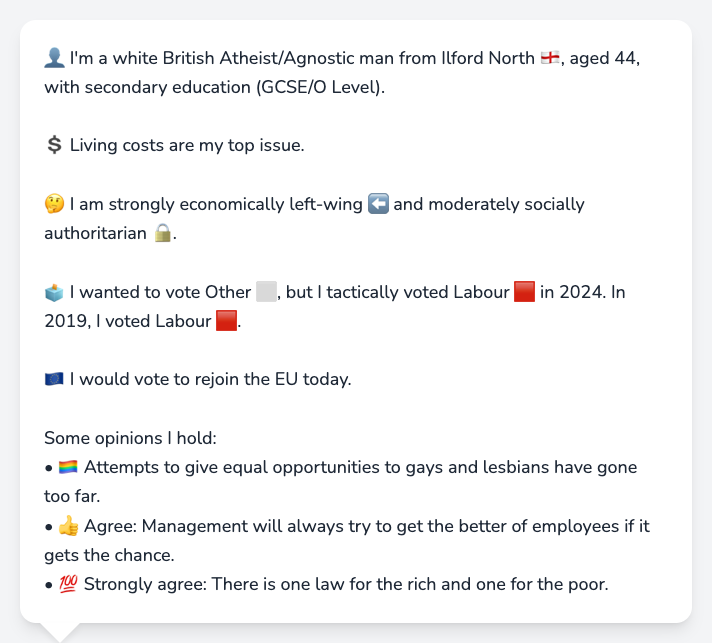 👤 I'm a white British Atheist/Agnostic man from Ilford North 🏴󠁧󠁢󠁥󠁮󠁧󠁿, aged 44,
with secondary education (GCSE/O Level).
💲 Living costs are my top issue.
🤔 I am strongly economically left-wing ⬅️ and moderately socially
authoritarian 🔒.
🗳️ I wanted to vote Other ⬜, but I tactically voted Labour 🟥 in 2024. In
2019, I voted Labour 🟥.
🇪🇺 I would vote to rejoin the EU today.
Some opinions I hold:
• 🏳️‍🌈 Attempts to give equal opportunities to gays and lesbians have gone
too far.
• 👍 Agree: Management will always try to get the better of employees if it
gets the chance.
• 💯 Strongly agree: There is one law for the rich and one for the poor.